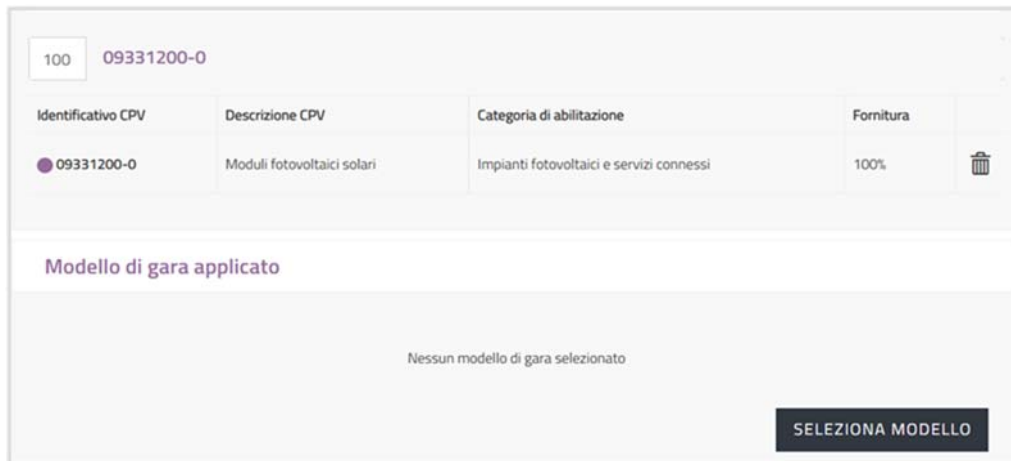 100 09331200-0
Identificativo CPV Descrizione CPV Categoria di abilitazione Fornitura
09331200-0 Moduli fotovoltaici solari Impianti fotovoltaici e servizi connessi 100%
Modello di gara applicato
Nessun modello di gara selezionato
SELEZIONA MODELLO